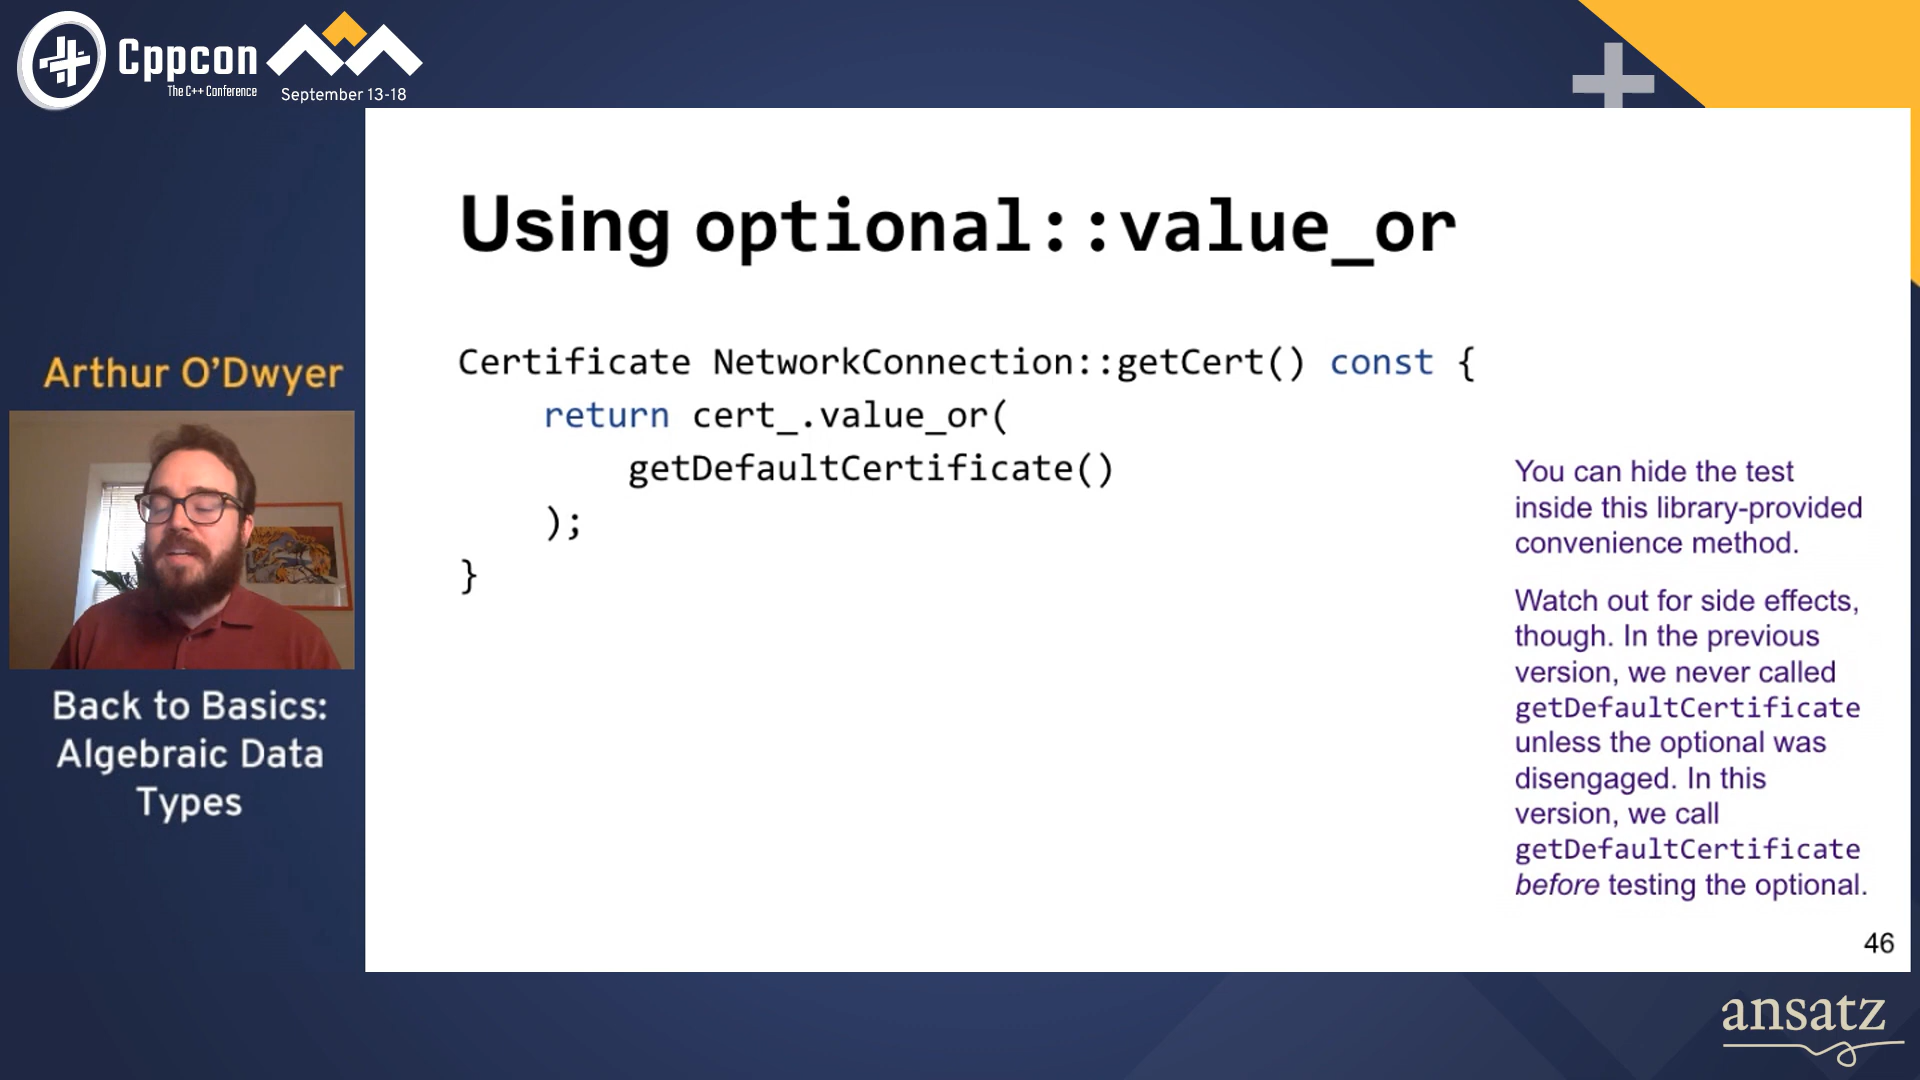 Cppcon
The C++ Conference
September 13-18
Arthur O'Dwyer
Back to Basics:
Algebraic Data
Types
Using optional::value_or
Certificate NetworkConnection::getCert() const {
    return cert_.value_or(
        getDefaultCertificate()
    );
}
You can hide the test
inside this library-provided
convenience method.
Watch out for side effects,
though. In the previous
version, we never called
getDefaultCertificate
unless the optional was
disengaged. In this
version, we call
getDefaultCertificate
before testing the optional.
46
ansatz